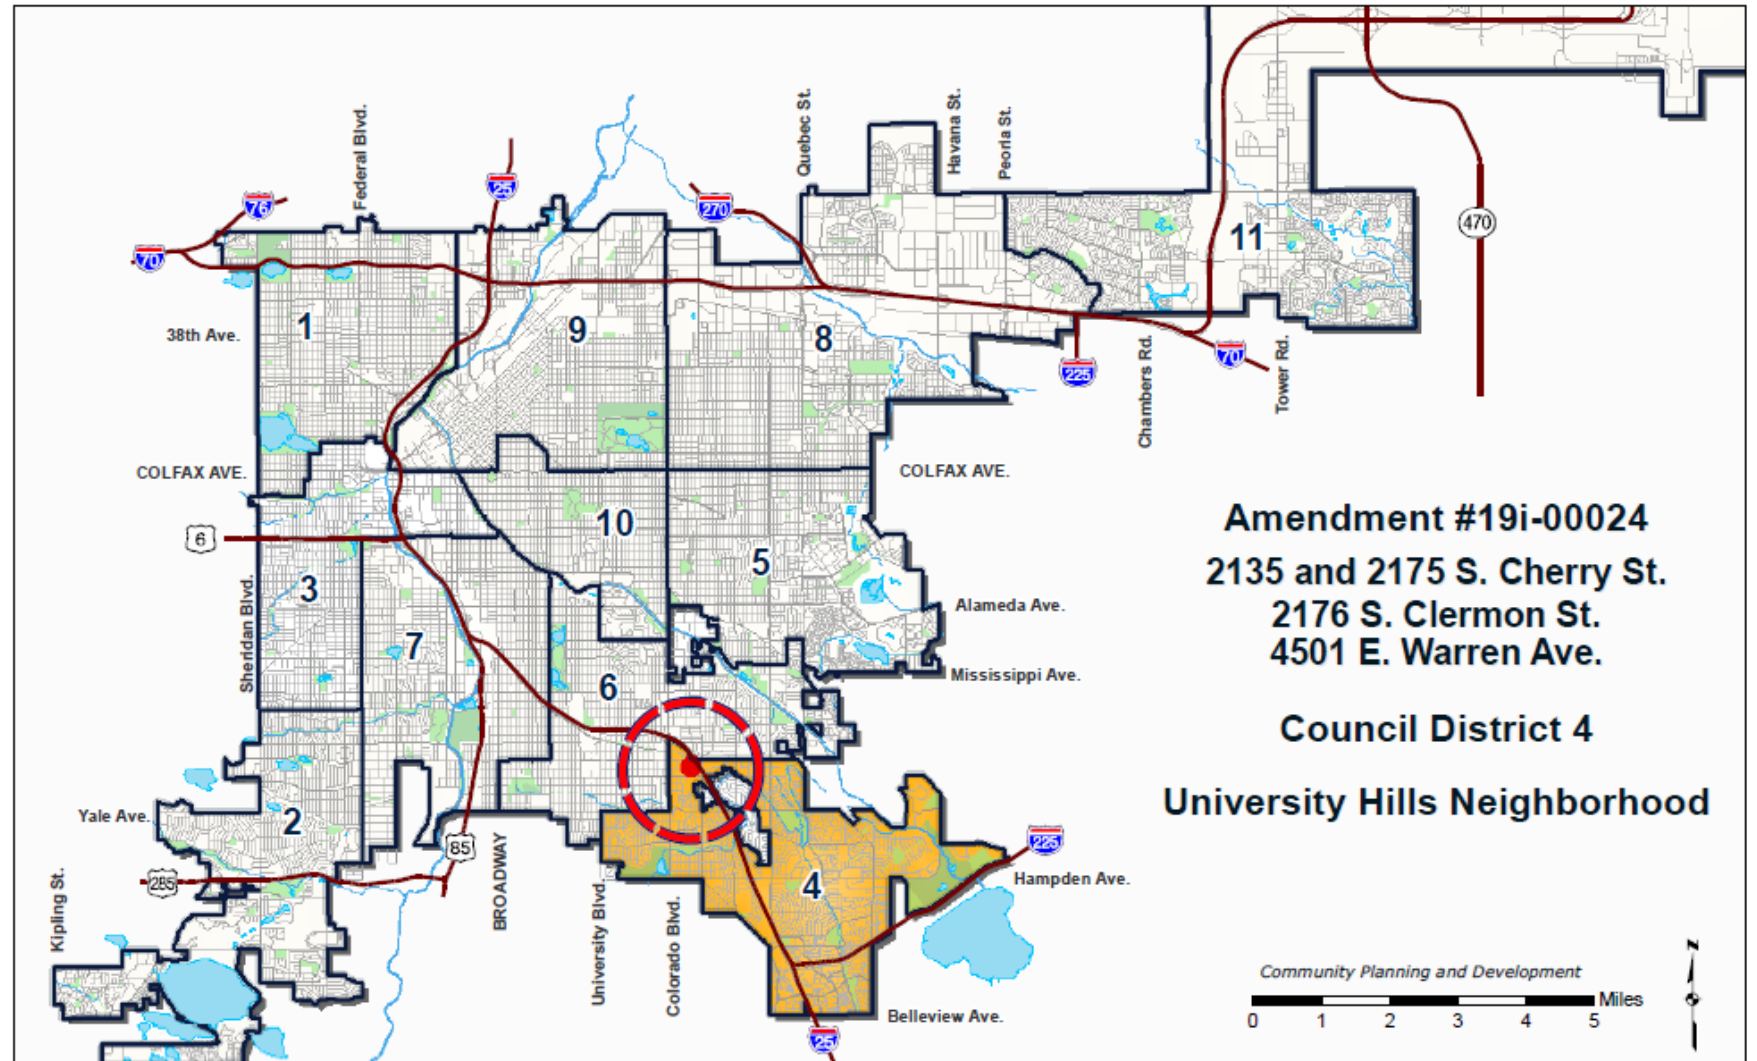 Federal Blvd.
Quebec St.
Havana St.
Peoria St.
76
25
270
70
470
11
1
9
8
38th Ave.
225
70
Chambers Rd.
Tower Rd.
COLFAX AVE.
COLFAX AVE.
6
10
5
3
Sheridan Blvd.
7
6
Alameda Ave.
Mississippi Ave.
Amendment #19i-00024
2135 and 2175 S. Cherry St.
2176 S. Clermon St.
4501 E. Warren Ave.
Council District 4
University Hills Neighborhood
Yale Ave.
2
85
285
BROADWAY
Kipling St.
University Blvd.
Colorado Blvd.
4
225
Hampden Ave.
Belleview Ave.
25
Community Planning and Development
Miles
0 1 2 3 4 5
N